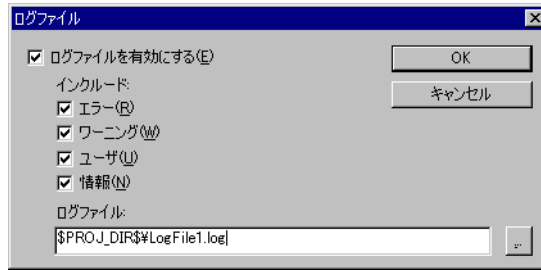 ログファイル
ログファイルを有効にする(E)
OK
インクルード:
キャンセル
エラー(R)
ワーニング(W)
ユーザ(U)
情報(N)
ログファイル:
$PROJ_DIR$¥LogFile1.log
..